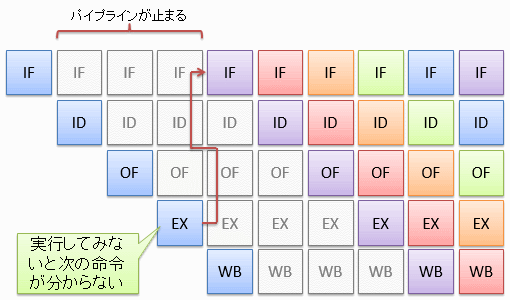 パイプラインが止まる
IF IF IF IF IF IF IF IF IF IF
ID ID ID ID ID ID ID ID ID
OF OF OF OF OF OF OF OF
EX EX EX EX EX EX EX
実行してみな
いと次の命令
が分からない
WB WB WB WB WB WB